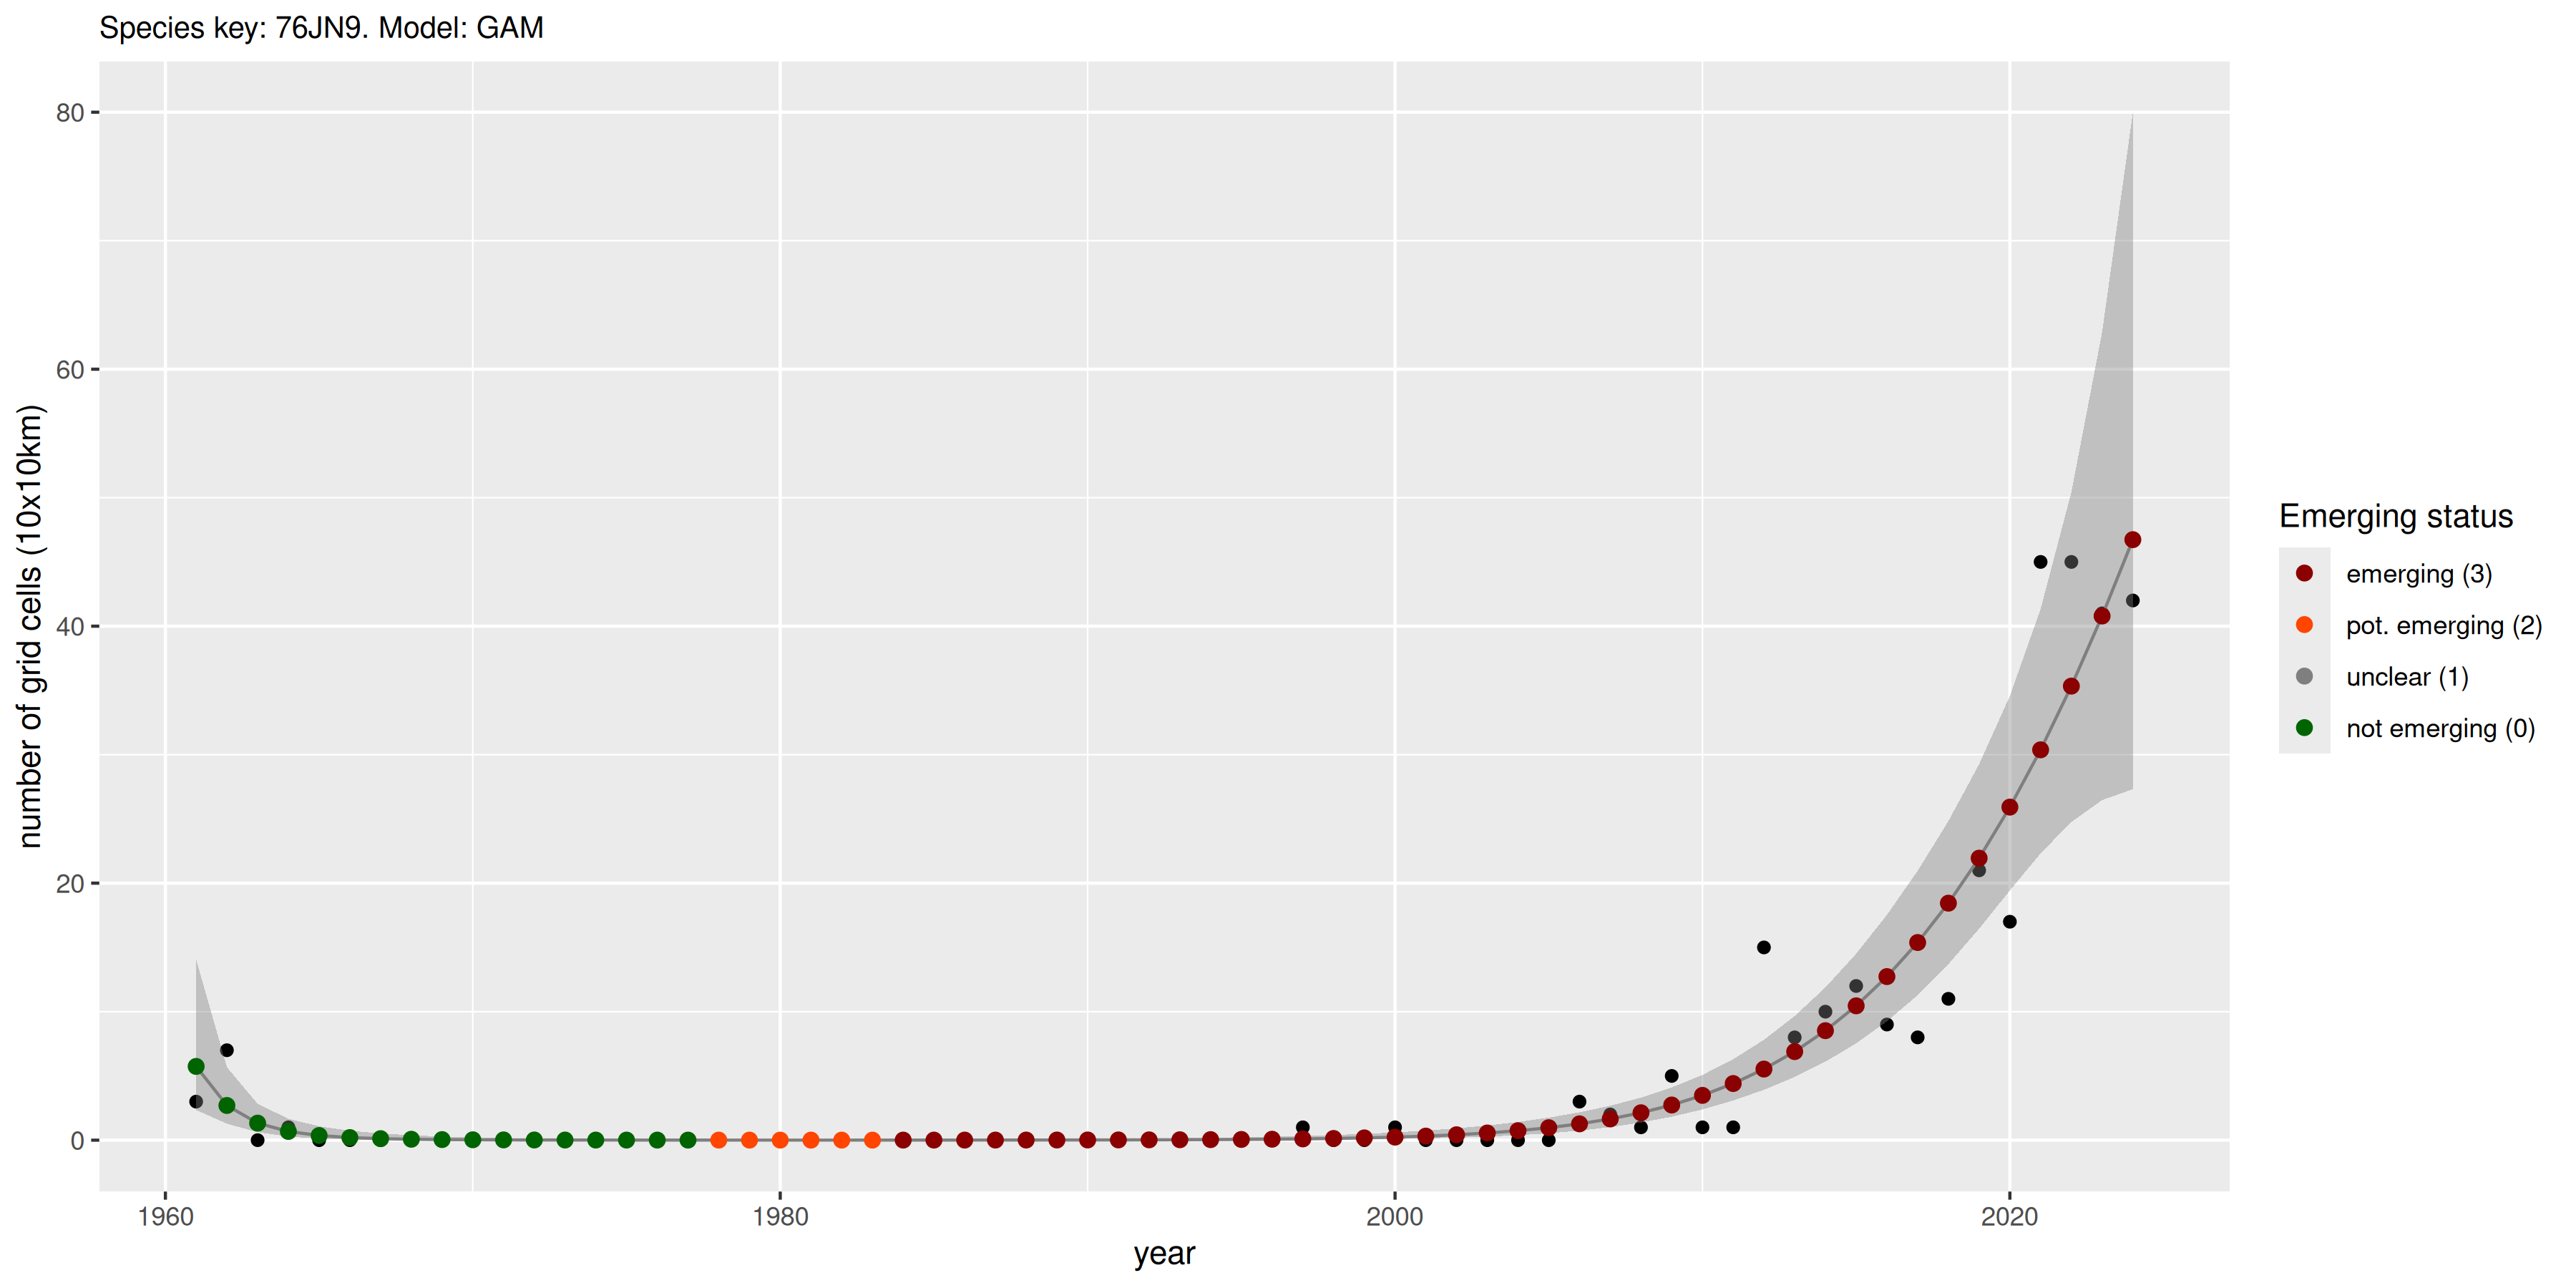 Species key: 76JN9. Model: GAM
80
60
40
20
0
number of grid cells (10x10km)
1960
1980
2000
2020
year
Emerging status
emerging (3)
pot. emerging (2)
unclear (1)
not emerging (0)